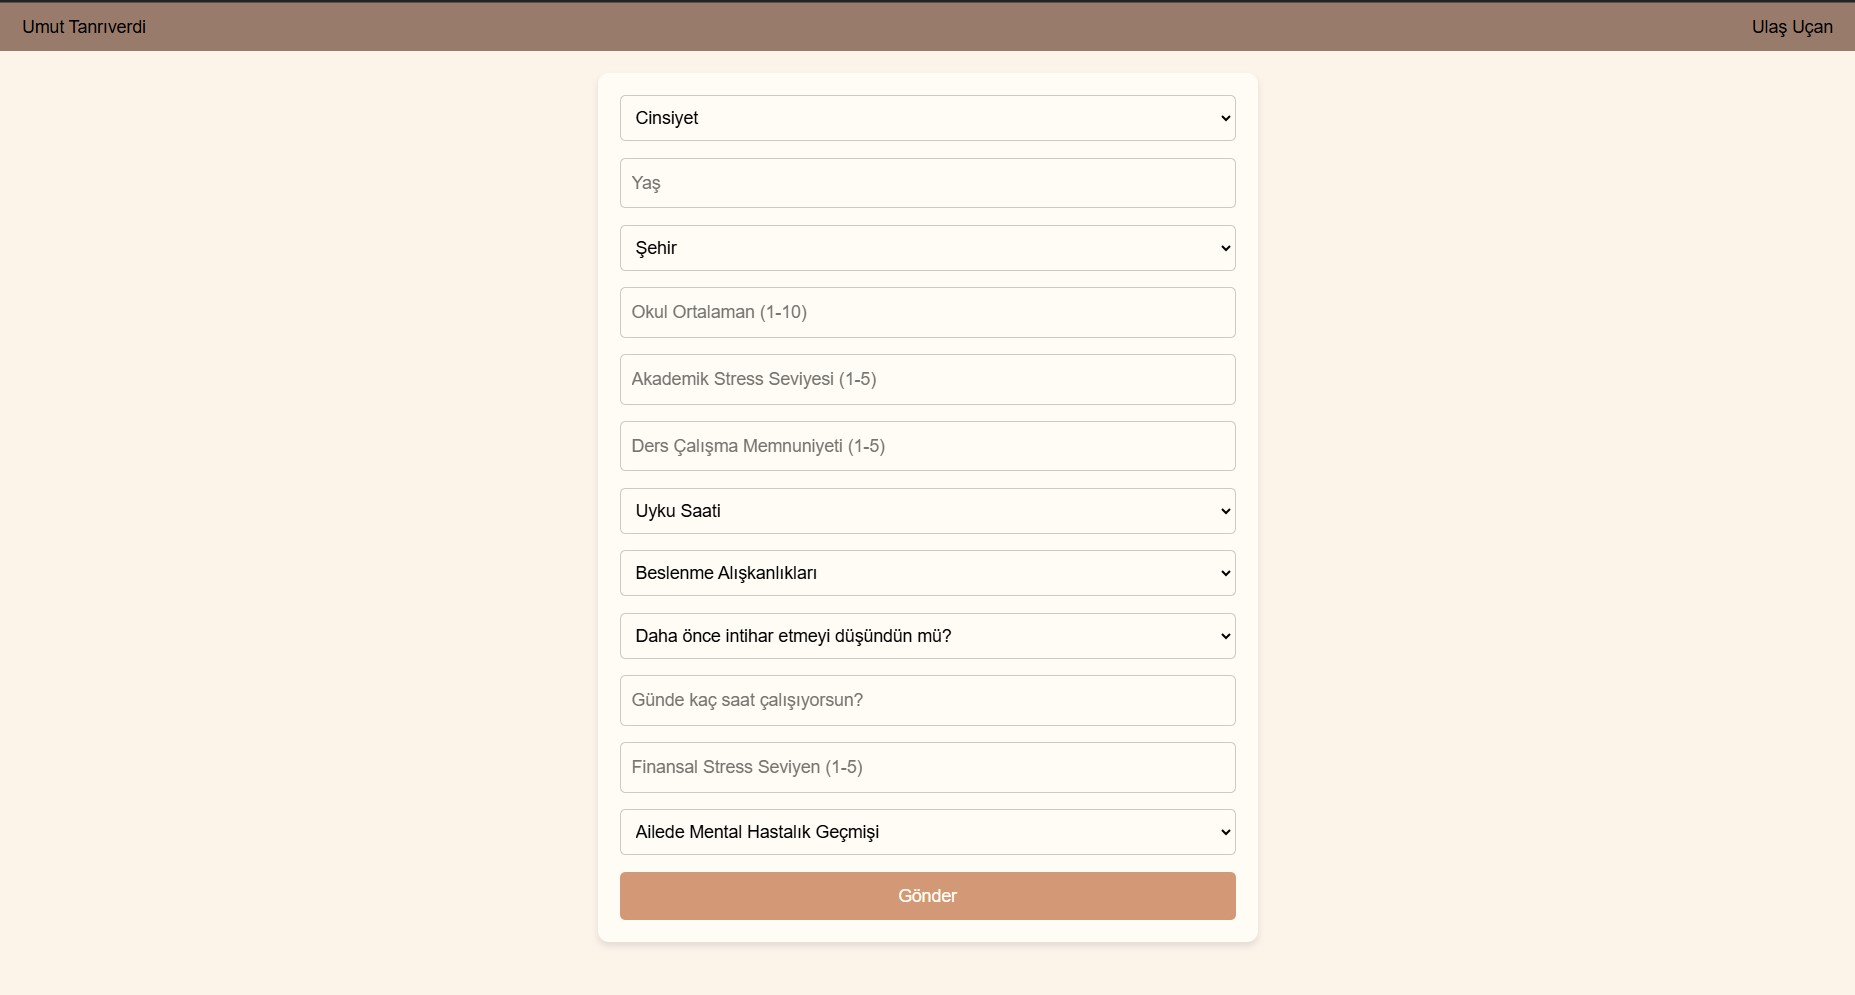 Umut Tanrıverdi
Ulaş Uçan
Cinsiyet
Yaş
Şehir
Okul Ortalaman (1-10)
Akademik Stress Seviyesi (1-5)
Ders Çalışma Memnuniyeti (1-5)
Uyku Saati
Beslenme Alışkanlıkları
Daha önce intihar etmeyi düşündün mü?
Günde kaç saat çalışıyorsun?
Finansal Stress Seviyen (1-5)
Ailede Mental Hastalık Geçmişi
Gönder